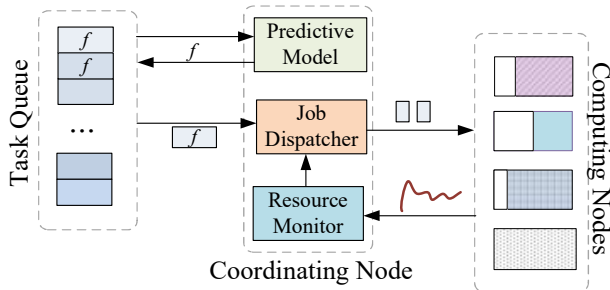 Task Queue
f
f
...
f
f
Predictive
Model
Job
Dispatcher
Resource
Monitor
Coordinating Node
Computing Nodes